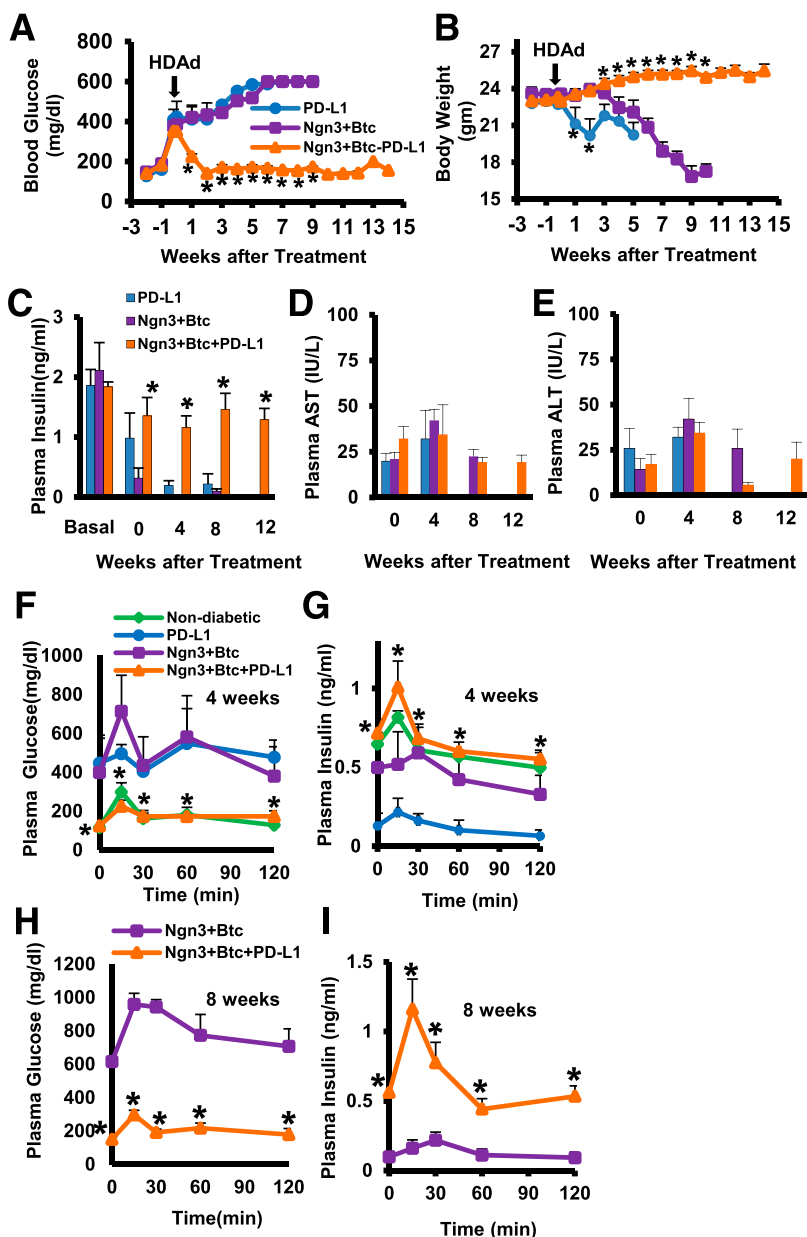 A
Blood Glucose
(mg/dl)
800
600
400
200
0
HDAd
PD-L1
Ngn3+Btc
Ngn3+Btc-PD-L1
*
*
*
*
*
*
*
*
*
-3 -1 1 3 5 7 9 11 13 15
Weeks after Treatment
B
Body Weight
(gm)
27
24
21
18
15
HDAd
* * * * * * * *
*
*
-3 -1 1 3 5 7 9 11 13 15
Weeks after Treatment
C
PD-L1
Ngn3+Btc
Ngn3+Btc+PD-L1
Plasma Insulin(ng/ml)
3
2
1
0
* * * *
Basal 0 4 8 12
Weeks after Treatment
D
Plasma AST (IU/L)
100
75
50
25
0
0 4 8 12
Weeks after Treatment
E
Plasma ALT (IU/L)
100
75
50
25
0
0 4 8 12
Weeks after Treatment
F
Non-diabetic
PD-L1
Ngn3+Btc
Ngn3+Btc+PD-L1
Plasma Glucose(mg/dl)
1000
800
600
400
200
0
4 weeks
* * * * *
0 30 60 90 120
Time (min)
G
Plasma Insulin (ng/ml)
1
0.5
0
4 weeks
* * * * *
0 30 60 90 120
Time (min)
H
Ngn3+Btc
Ngn3+Btc+PD-L1
Plasma Glucose (mg/dl)
1200
1000
800
600
400
200
0
8 weeks
* * * * *
0 30 60 90 120
Time(min)
I
Plasma Insulin (ng/ml)
1.5
1
0.5
0
8 weeks
* * * * *
0 30 60 90 120
Time (min)